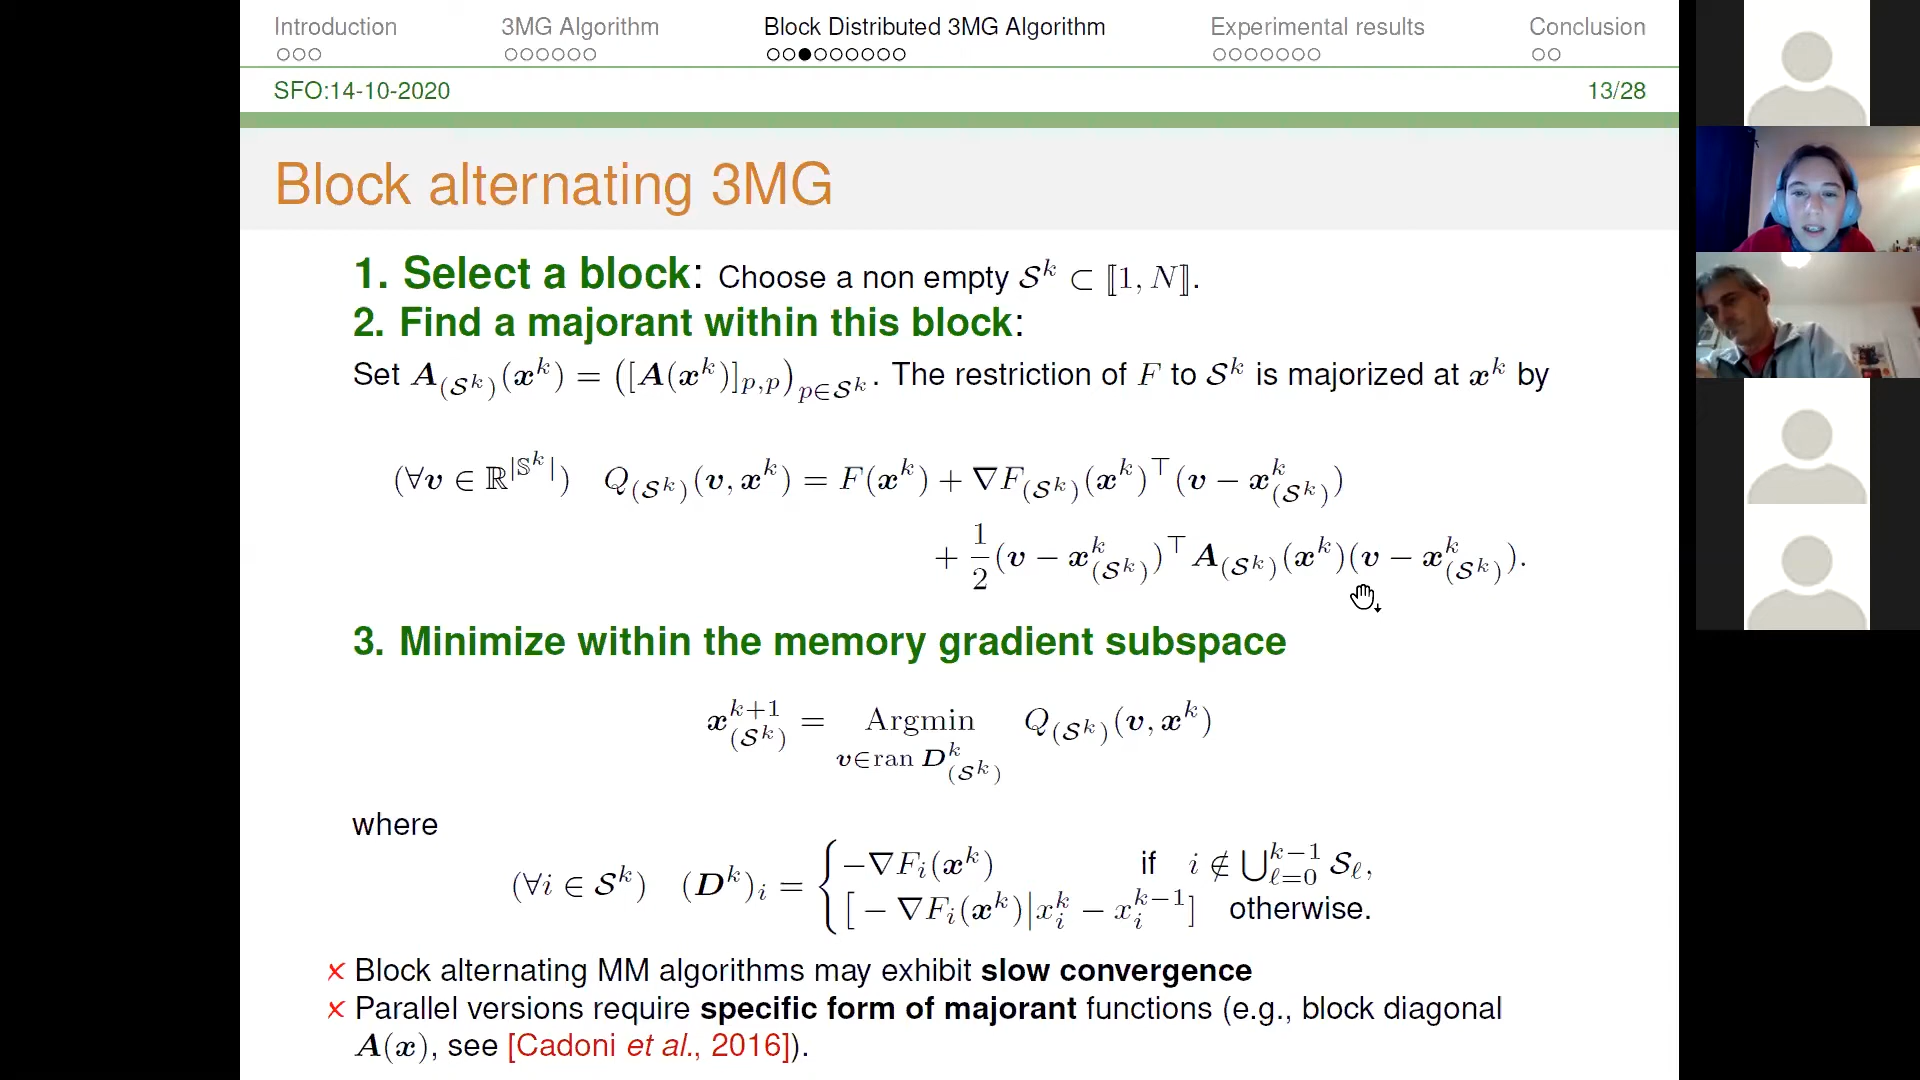 Introduction 3MG Algorithm Block Distributed 3MG Algorithm Experimental results Conclusion
SFO:14-10-2020 13/28
Block alternating 3MG
1. Select a block: Choose a non empty 𝒮^k ⊂ ⟦1, N⟧.
2. Find a majorant within this block:
Set A_(𝒮^k)(x^k) = ([A(x^k)]_{p,p})_{p∈𝒮^k}. The restriction of F to 𝒮^k is majorized at x^k by
(∀v ∈ ℝ^{|𝕊^k|}) Q_(𝒮^k)(v, x^k) = F(x^k) + ∇F_(𝒮^k)(x^k)^⊤(v − x^k_(𝒮^k))
+ 1/2(v − x^k_(𝒮^k))^⊤ A_(𝒮^k)(x^k)(v − x^k_(𝒮^k)).
3. Minimize within the memory gradient subspace
x^{k+1}_(𝒮^k) = Argmin Q_(𝒮^k)(v, x^k)
v∈ran D^k_(𝒮^k)
where
(∀i ∈ 𝒮^k) (D^k)_i = { −∇F_i(x^k) if i ∉ ⋃_{ℓ=0}^{k−1} 𝒮_ℓ,
[ − ∇F_i(x^k)|x_i^k − x_i^{k−1}] otherwise.
✗ Block alternating MM algorithms may exhibit slow convergence
✗ Parallel versions require specific form of majorant functions (e.g., block diagonal
A(x), see [Cadoni et al., 2016]).